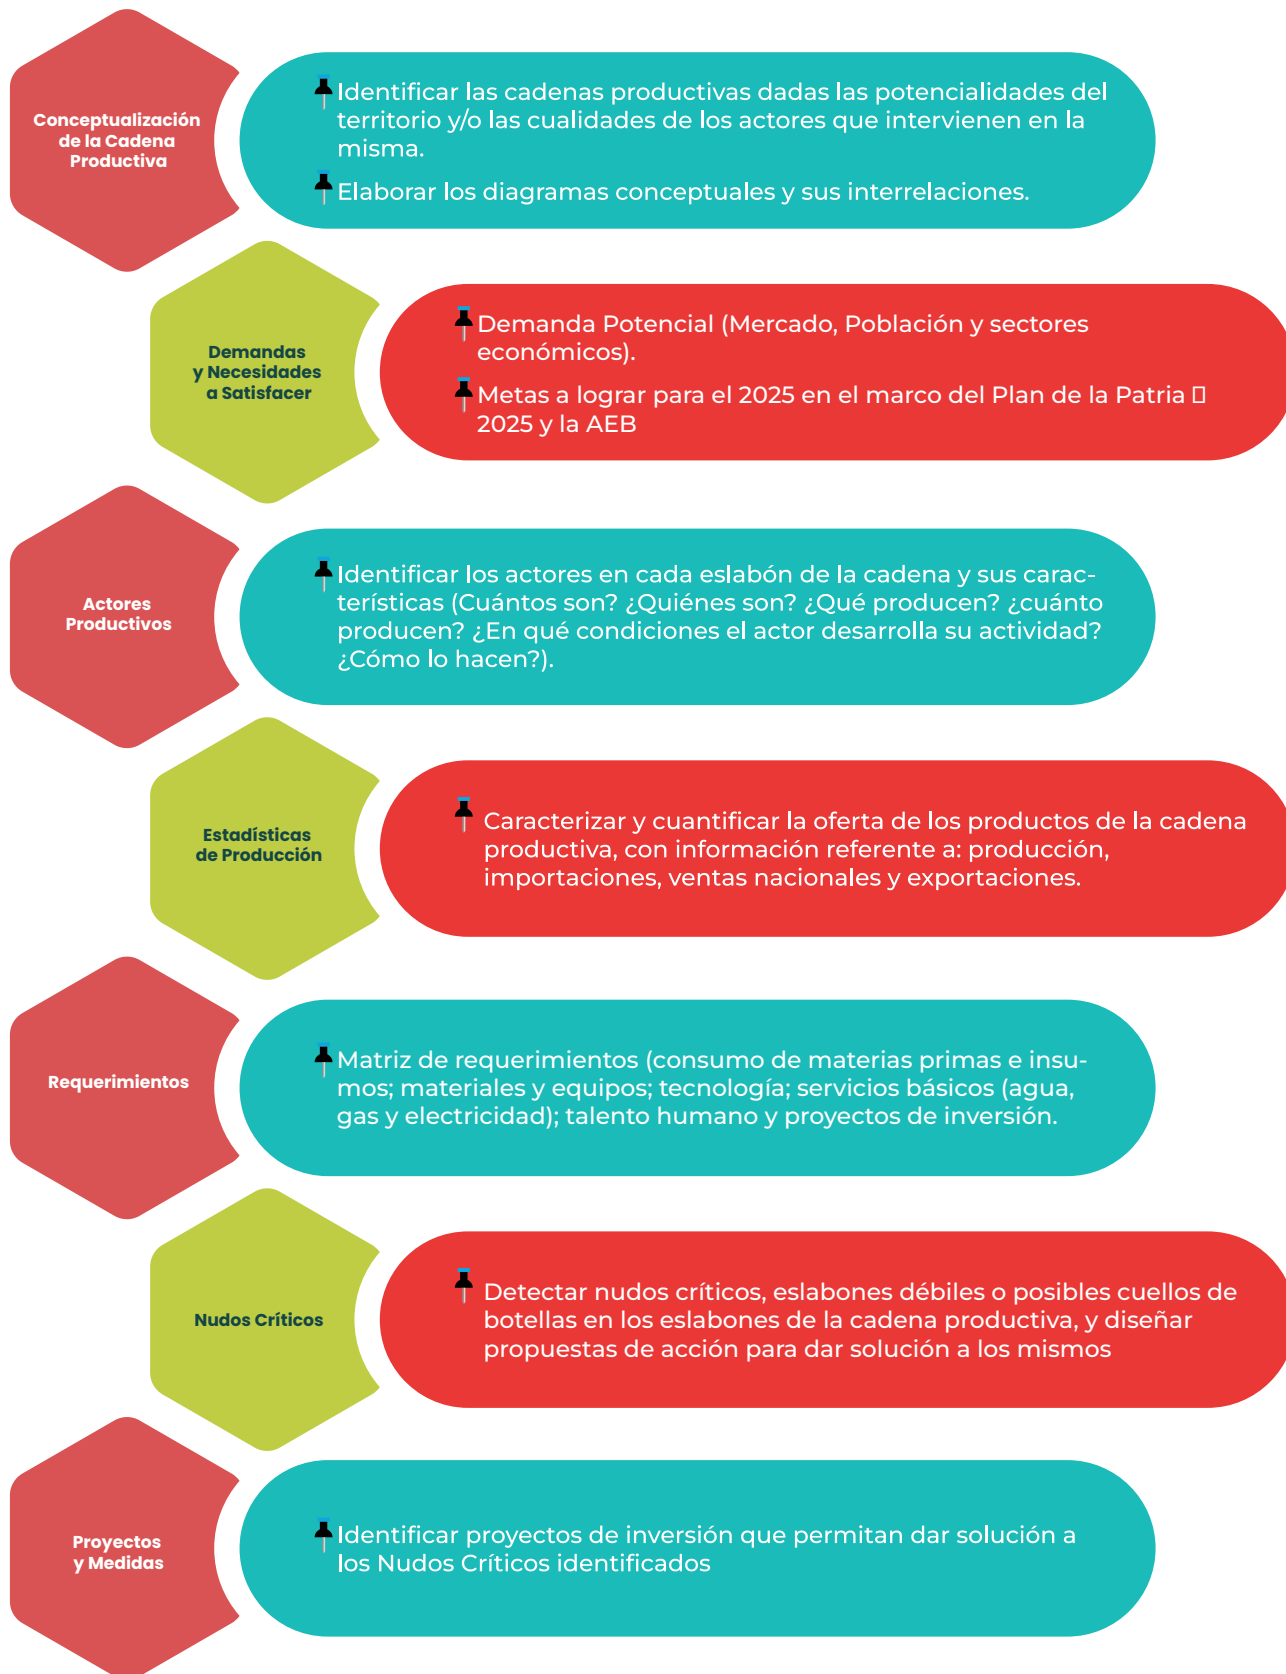 Conceptualización
de la Cadena
Productiva
Identificar las cadenas productivas dadas las potencialidades del
territorio y/o las cualidades de los actores que intervienen en la
misma.
Elaborar los diagramas conceptuales y sus interrelaciones.
Demandas
y Necesidades
a Satisfacer
Demanda Potencial (Mercado, Población y sectores
económicos).
Metas a lograr para el 2025 en el marco del Plan de la Patria 
2025 y la AEB
Actores
Productivos
Identificar los actores en cada eslabón de la cadena y sus carac-
terísticas (Cuántos son? ¿Quiénes son? ¿Qué producen? ¿cuánto
producen? ¿En qué condiciones el actor desarrolla su actividad?
¿Cómo lo hacen?).
Estadísticas
de Producción
Caracterizar y cuantificar la oferta de los productos de la cadena
productiva, con información referente a: producción,
importaciones, ventas nacionales y exportaciones.
Requerimientos
Matriz de requerimientos (consumo de materias primas e insu-
mos; materiales y equipos; tecnología; servicios básicos (agua,
gas y electricidad); talento humano y proyectos de inversión.
Nudos Críticos
Detectar nudos críticos, eslabones débiles o posibles cuellos de
botellas en los eslabones de la cadena productiva, y diseñar
propuestas de acción para dar solución a los mismos
Proyectos
y Medidas
Identificar proyectos de inversión que permitan dar solución a
los Nudos Críticos identificados